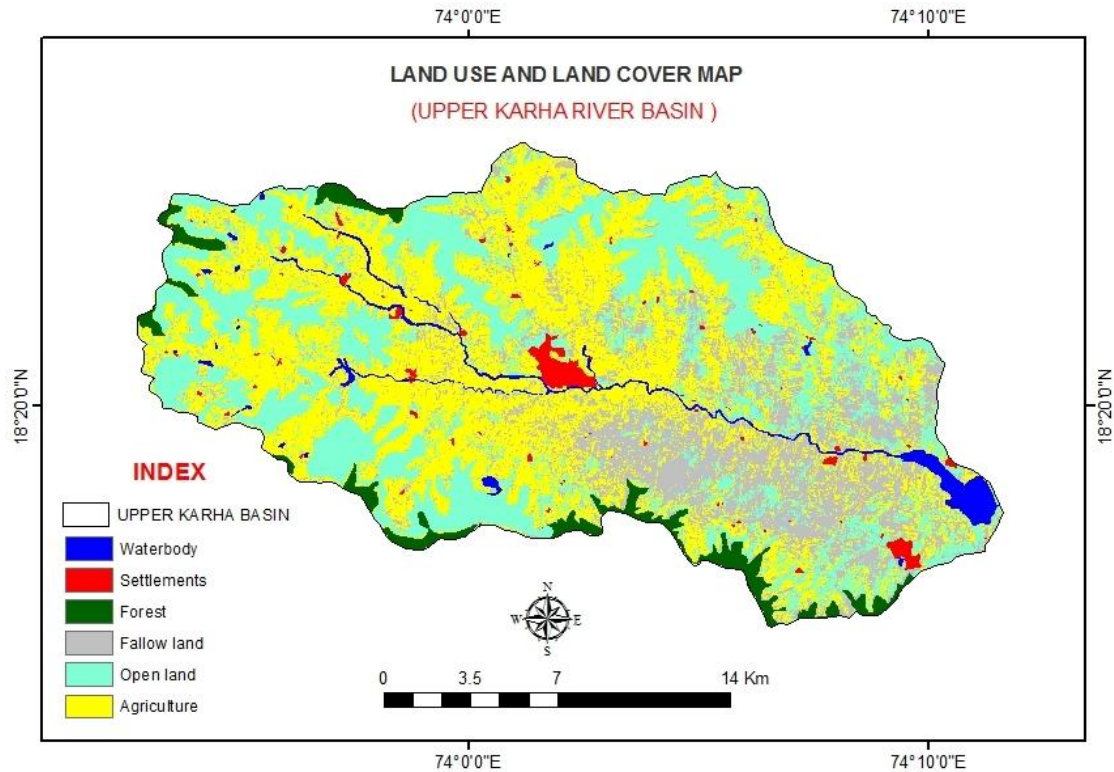 74°0'0"E 74°10'0"E
LAND USE AND LAND COVER MAP
(UPPER KARHA RIVER BASIN )
18°20'0"N 18°20'0"N
INDEX
UPPER KARHA BASIN
Waterbody
Settlements
Forest
Fallow land
Open land
Agriculture
N
W E
S
0 3.5 7 14 Km
74°0'0"E 74°10'0"E